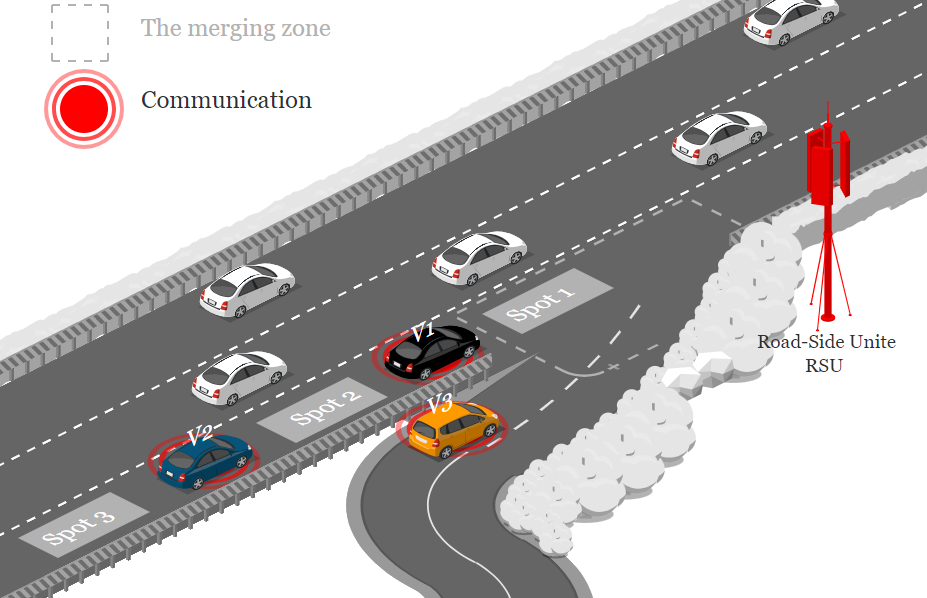 The merging zone
Communication
V1
Spot 1
Road-Side Unite
RSU
Spot 2
V3
V2
Spot 3